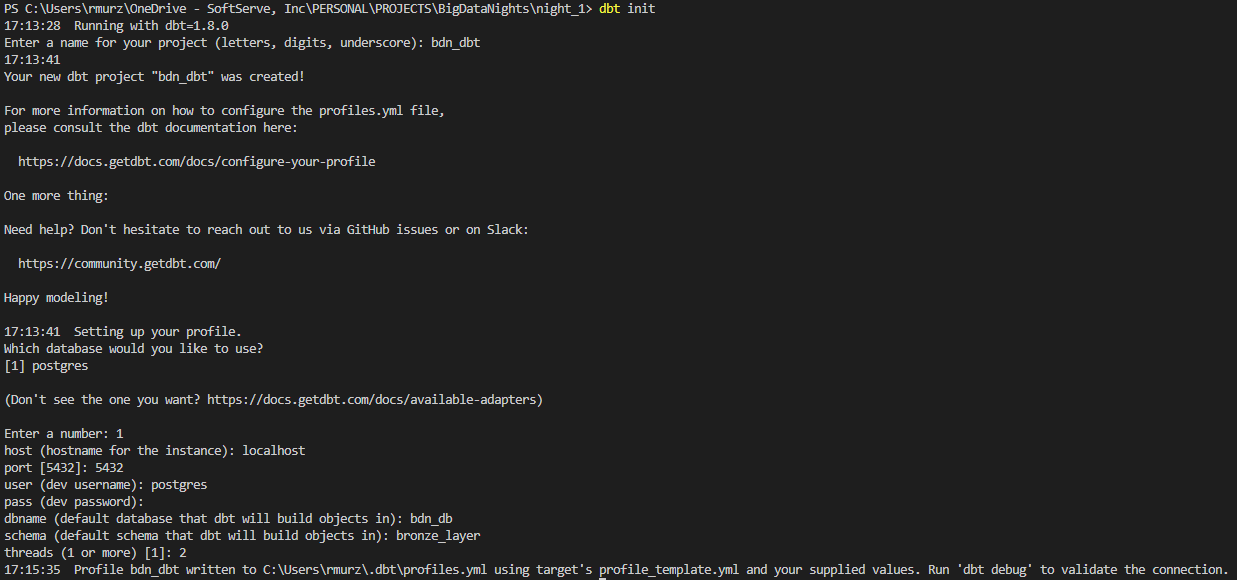 PS C:\Users\rmurz\OneDrive - SoftServe, Inc\PERSONAL\PROJECTS\BigDataNights\night_1> dbt init
17:13:28  Running with dbt=1.8.0
Enter a name for your project (letters, digits, underscore): bdn_dbt
17:13:41
Your new dbt project "bdn_dbt" was created!
For more information on how to configure the profiles.yml file,
please consult the dbt documentation here:
https://docs.getdbt.com/docs/configure-your-profile
One more thing:
Need help? Don't hesitate to reach out to us via GitHub issues or on Slack:
https://community.getdbt.com/
Happy modeling!
17:13:41  Setting up your profile.
Which database would you like to use?
[1] postgres
(Don't see the one you want? https://docs.getdbt.com/docs/available-adapters)
Enter a number: 1
host (hostname for the instance): localhost
port [5432]: 5432
user (dev username): postgres
pass (dev password):
dbname (default database that dbt will build objects in): bdn_db
schema (default schema that dbt will build objects in): bronze_layer
threads (1 or more) [1]: 2
17:15:35  Profile bdn_dbt written to C:\Users\rmurz\.dbt\profiles.yml using target's profile_template.yml and your supplied values. Run 'dbt debug' to validate the connection.